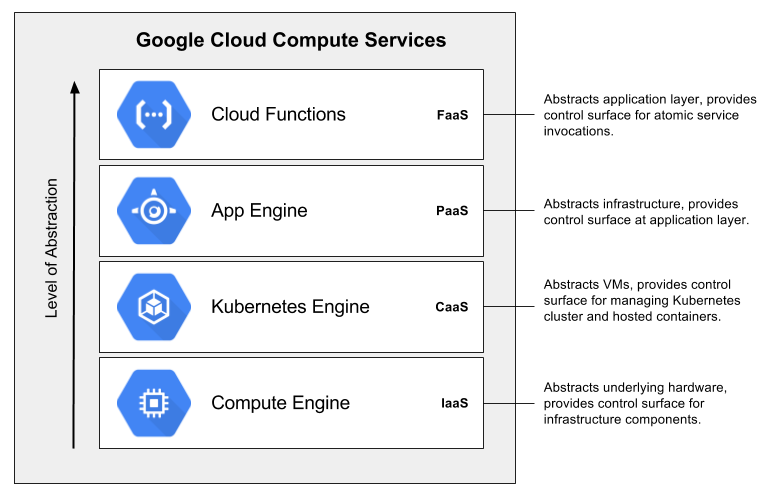 Google Cloud Compute Services
Level of Abstraction
Cloud Functions
FaaS
Abstracts application layer, provides
control surface for atomic service
invocations.
App Engine
PaaS
Abstracts infrastructure, provides
control surface at application layer.
Kubernetes Engine
CaaS
Abstracts VMs, provides control
surface for managing Kubernetes
cluster and hosted containers.
Compute Engine
IaaS
Abstracts underlying hardware,
provides control surface for
infrastructure components.